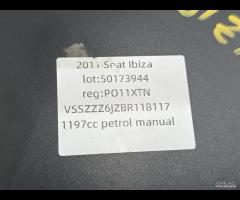 2011 Seat Ibiza
lot:50173944
reg:PO11XTN
VSSZZZ6JZBR118117
1197cc petrol manual